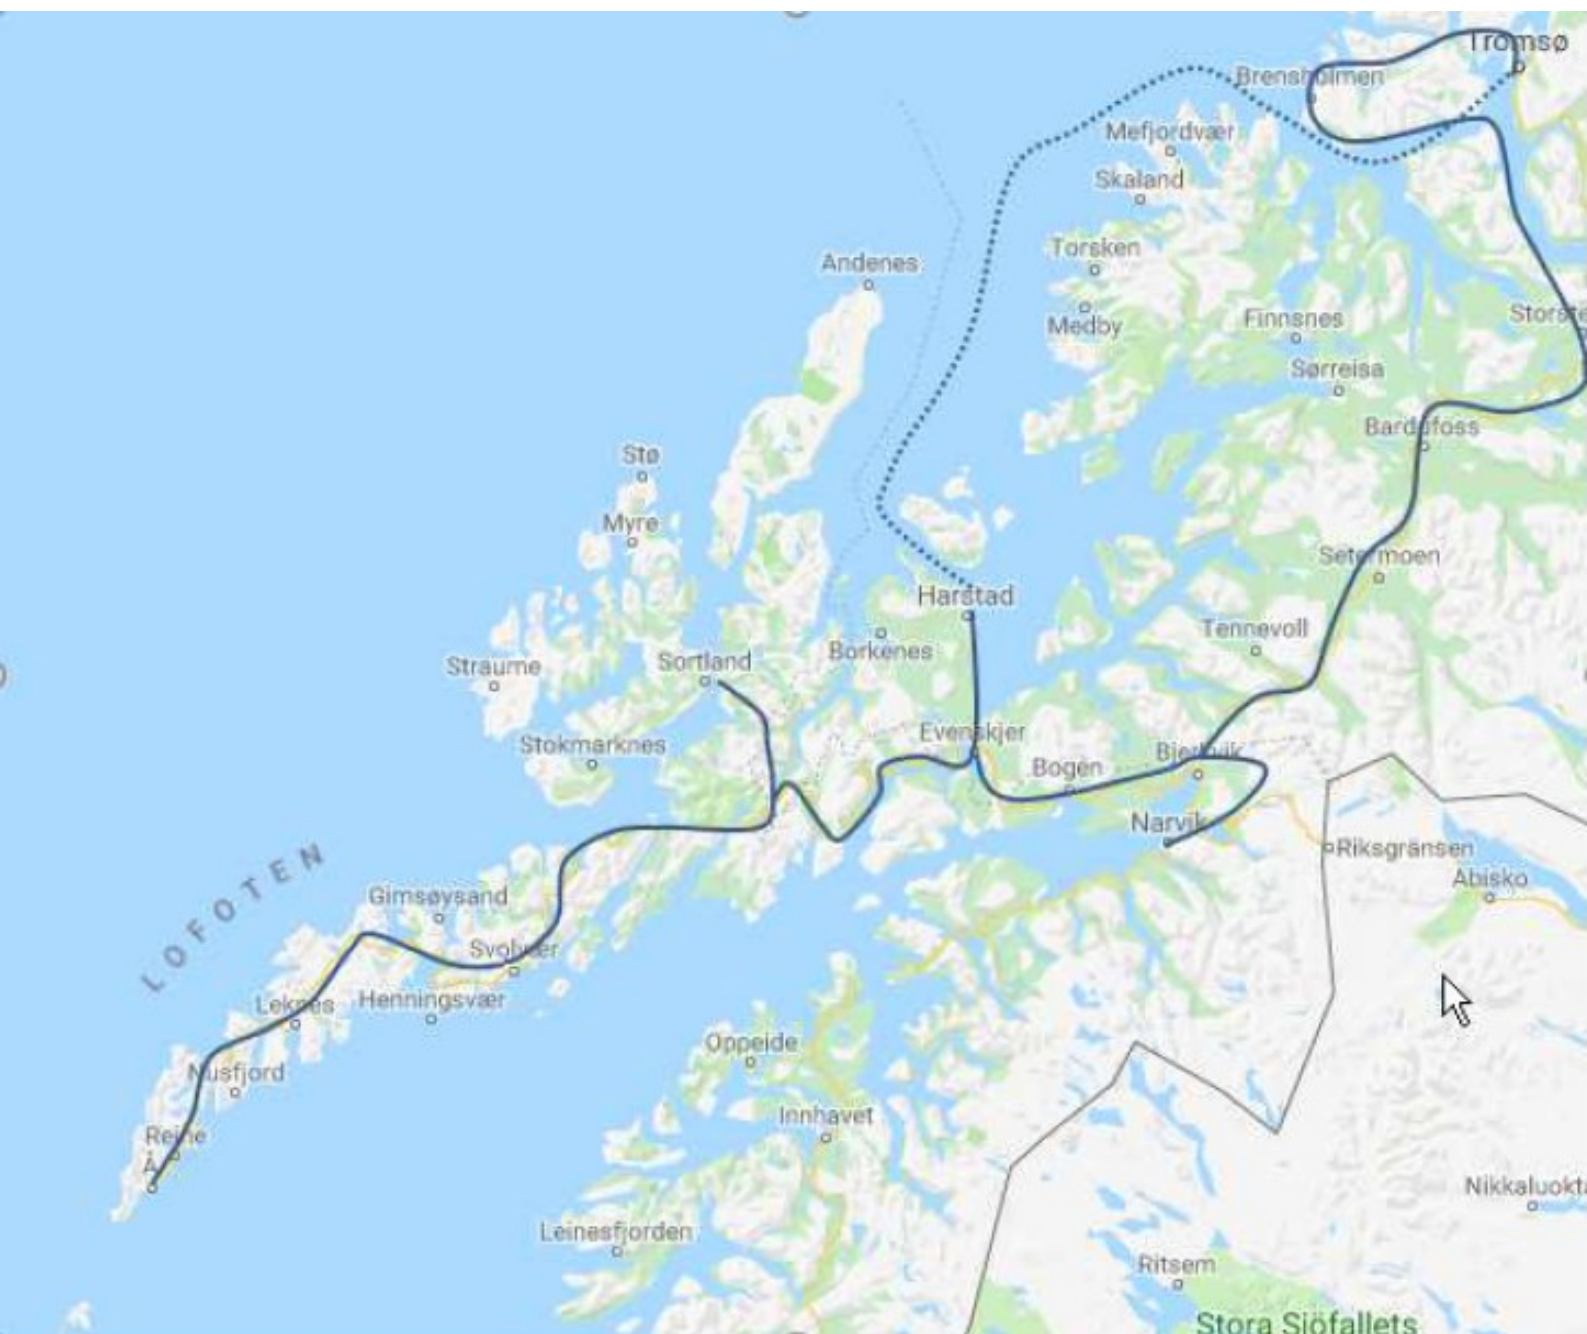 Tromsø
Brensholmen
Mefjordvær
Skaland
Torsken
Andenes
Medby
Finnsnes
Sørreisa
Bardufoss
Stø
Myre
Setermoen
Harstad
Tennevoll
Borkenes
Straume
Sortland
Evenskjer
Stokmarknes
Bjerkvik
Bogen
Narvik
Riksgränsen
Abisko
LOFOTEN
Gimsøysand
Svolvær
Leknes
Henningsvær
Oppeide
Nusfjord
Innhavet
Reine
Å
Nikkaluokta
Leinesfjorden
Ritsem
Stora Sjöfallets